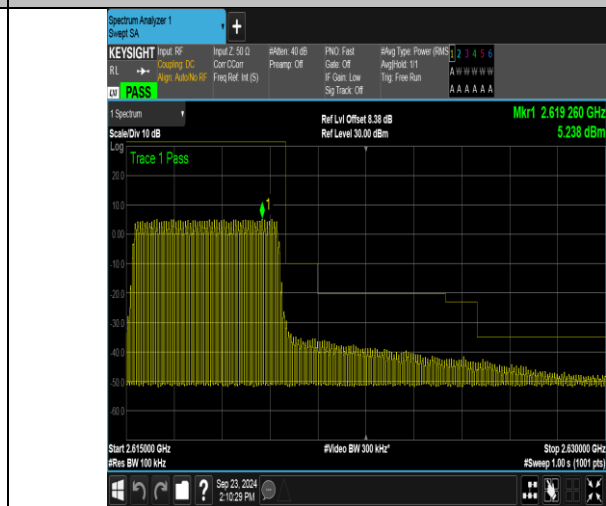 Spectrum Analyzer 1
Swept SA
+
KEYSIGHT Input: RF Input Z: 50 Ω #Atten: 40 dB PNO: Fast #Avg Type: Power (RMS 1 2 3 4 5 6
RL Coupling: DC Corr CCorr Preamp: Off Gate: Off Avg|Hold: 1/1 A W W W W W
Align: Auto/No RF Freq Ref: Int (S) IF Gain: Low Trig: Free Run
LXI PASS Sig Track: Off A A A A A A
1 Spectrum Ref Lvl Offset 8.38 dB Mkr1 2.619 260 GHz
Scale/Div 10 dB Ref Level 30.00 dBm 5.238 dBm
Log
Trace 1 Pass
20.0
10.0
1
0.00
-10.0
-20.0
-30.0
-40.0
-50.0
-60.0
Start 2.615000 GHz #Video BW 300 kHz* Stop 2.630000 GHz
#Res BW 100 kHz #Sweep 1.00 s (1001 pts)
? Sep 23, 2024
2:10:29 PM